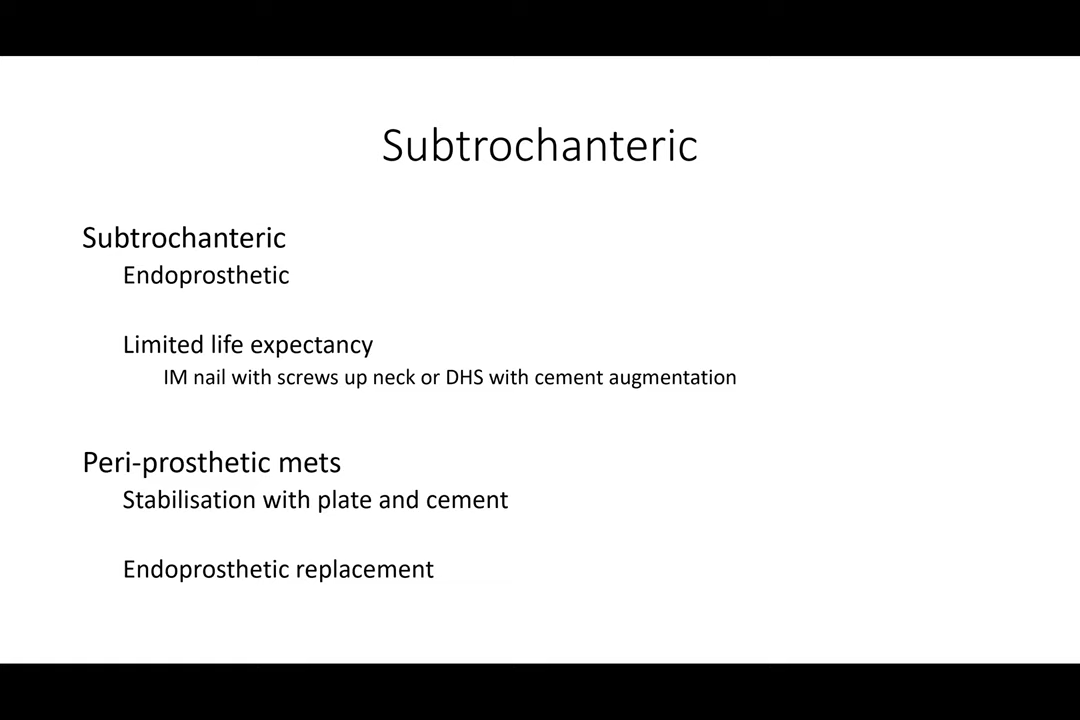 Subtrochanteric
Subtrochanteric
Endoprosthetic
Limited life expectancy
IM nail with screws up neck or DHS with cement augmentation
Peri-prosthetic mets
Stabilisation with plate and cement
Endoprosthetic replacement